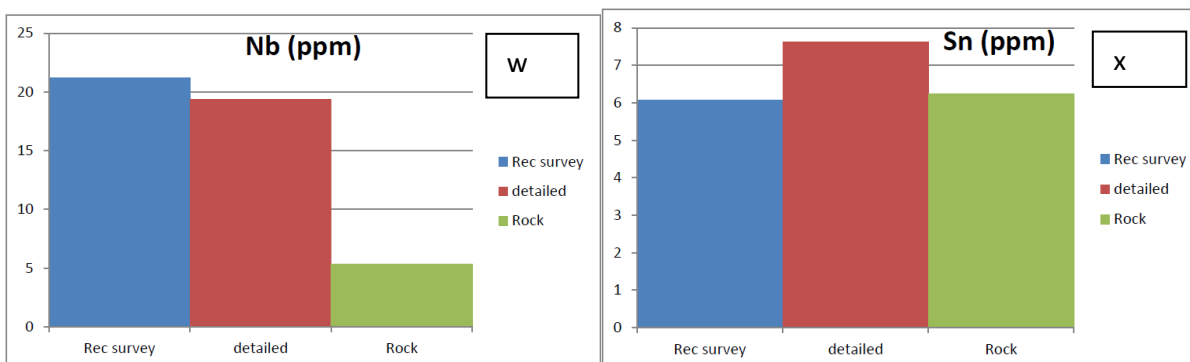 Nb (ppm)
W
25
20
15
10
5
0
Rec survey
detailed
Rock
Rec survey
detailed
Rock
Sn (ppm)
X
8
7
6
5
4
3
2
1
0
Rec survey
detailed
Rock
Rec survey
detailed
Rock